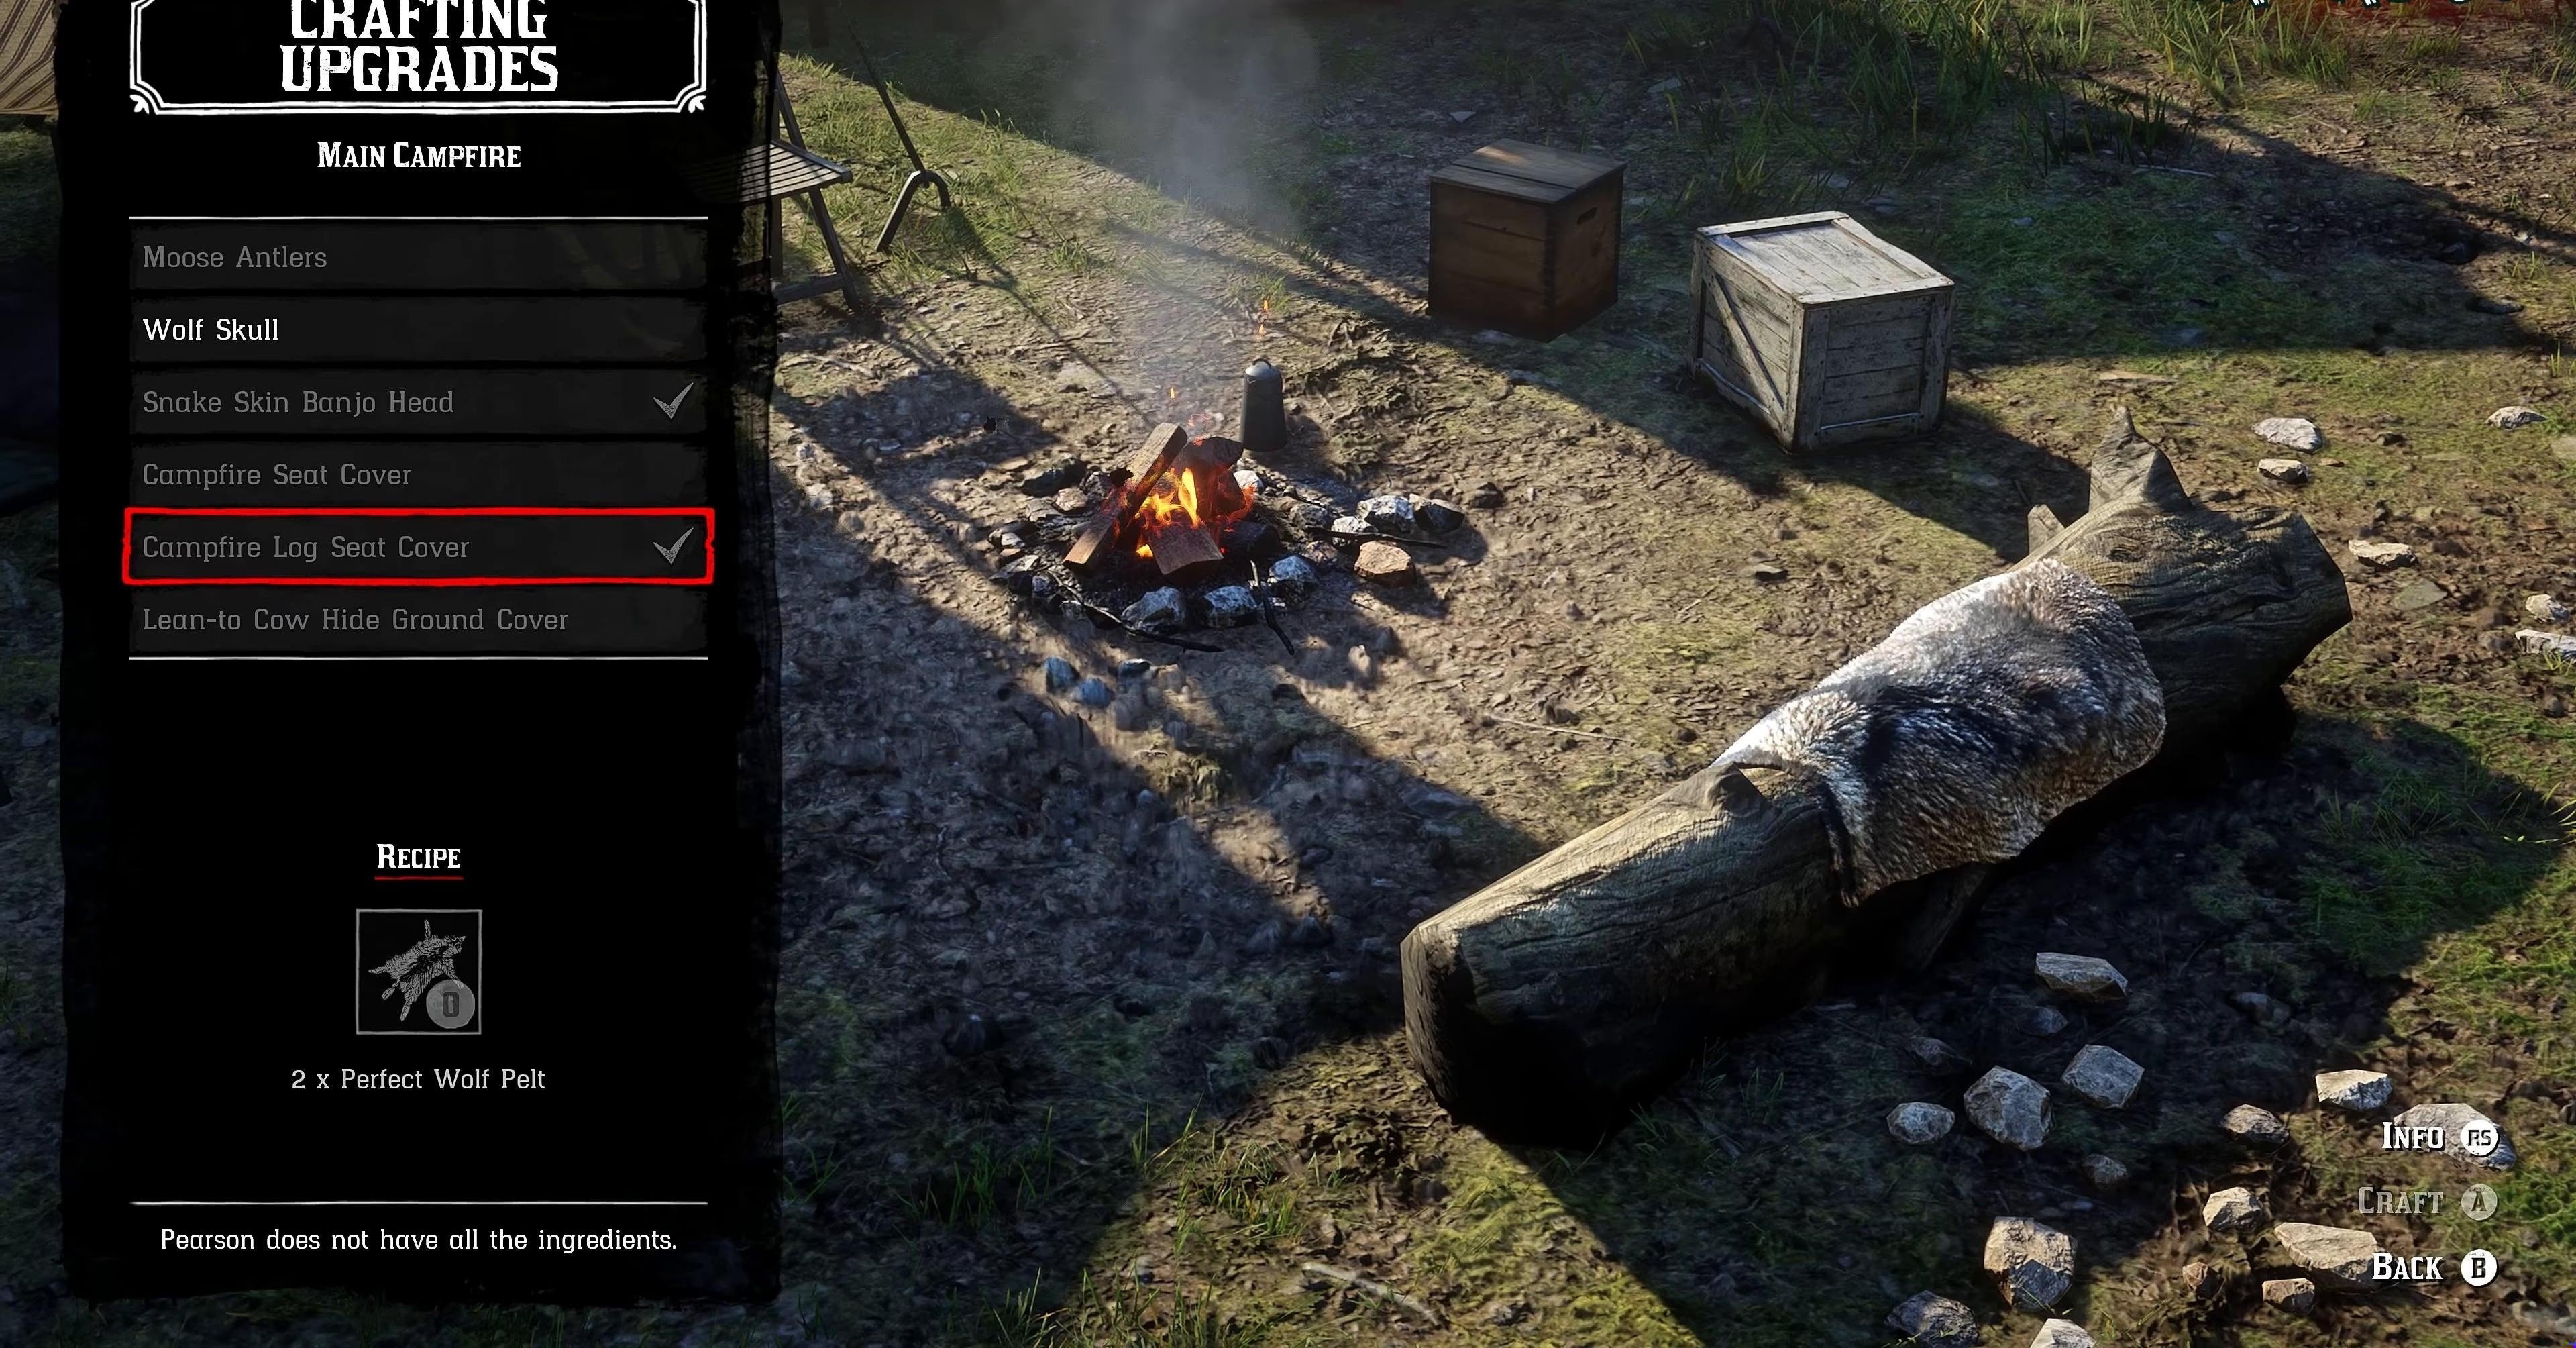 CRAFTING
UPGRADES
MAIN CAMPFIRE
Moose Antlers
Wolf Skull
Snake Skin Banjo Head
Campfire Seat Cover
Campfire Log Seat Cover
Lean-to Cow Hide Ground Cover
RECIPE
0
2 x Perfect Wolf Pelt
Pearson does not have all the ingredients.
INFO RS
CRAFT A
BACK B